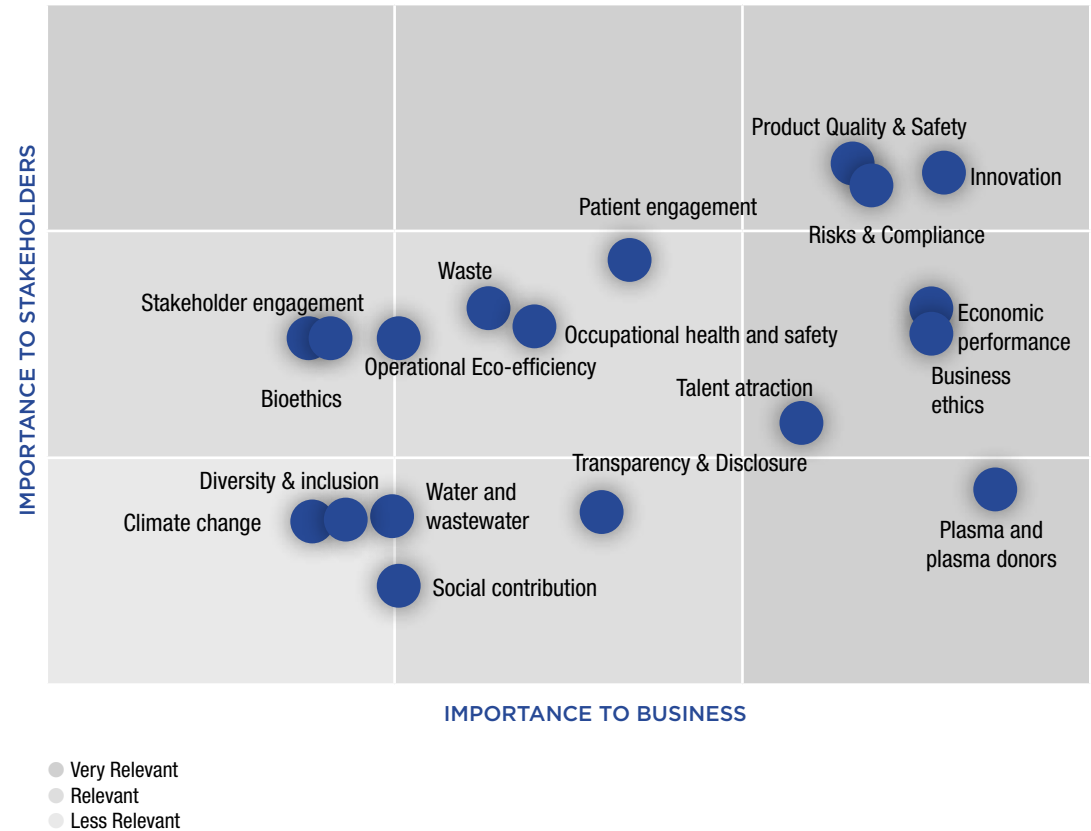 IMPORTANCE TO STAKEHOLDERS
Product Quality & Safety
Innovation
Patient engagement
Risks & Compliance
Waste
Stakeholder engagement
Economic
performance
Occupational health and safety
Operational Eco-efficiency
Business
ethics
Talent atraction
Bioethics
Transparency & Disclosure
Diversity & inclusion
Water and
wastewater
Climate change
Plasma and
plasma donors
Social contribution
IMPORTANCE TO BUSINESS
Very Relevant
Relevant
Less Relevant